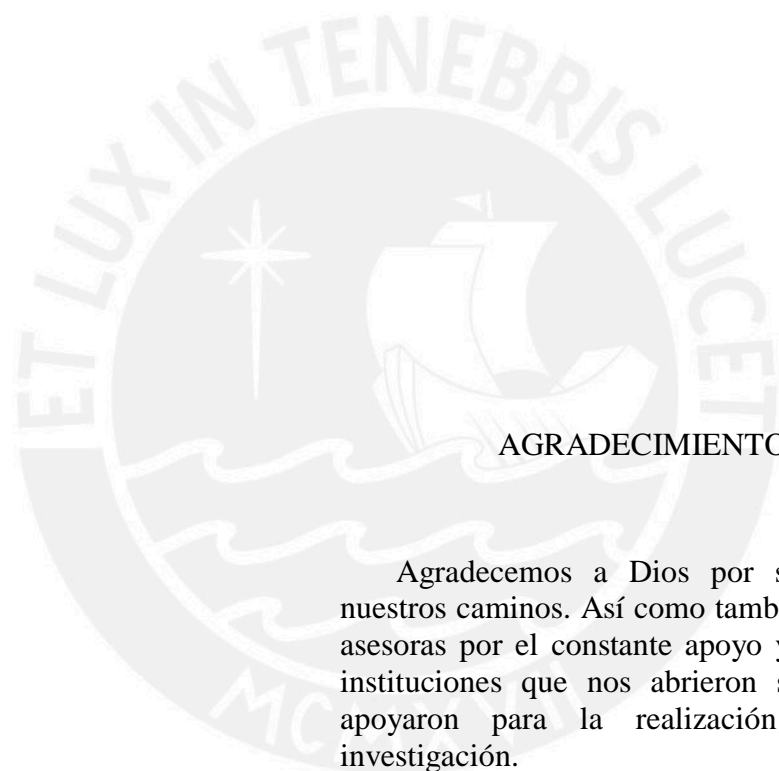 ET LUX IN TENEBRIS LUCET
MCMXVII
AGRADECIMIENTO
Agradecemos a Dios por
nuestros caminos. Así como
asesoras por el constante apoyo y
instituciones que nos abrieron
apoyaron para la realización
investigación.